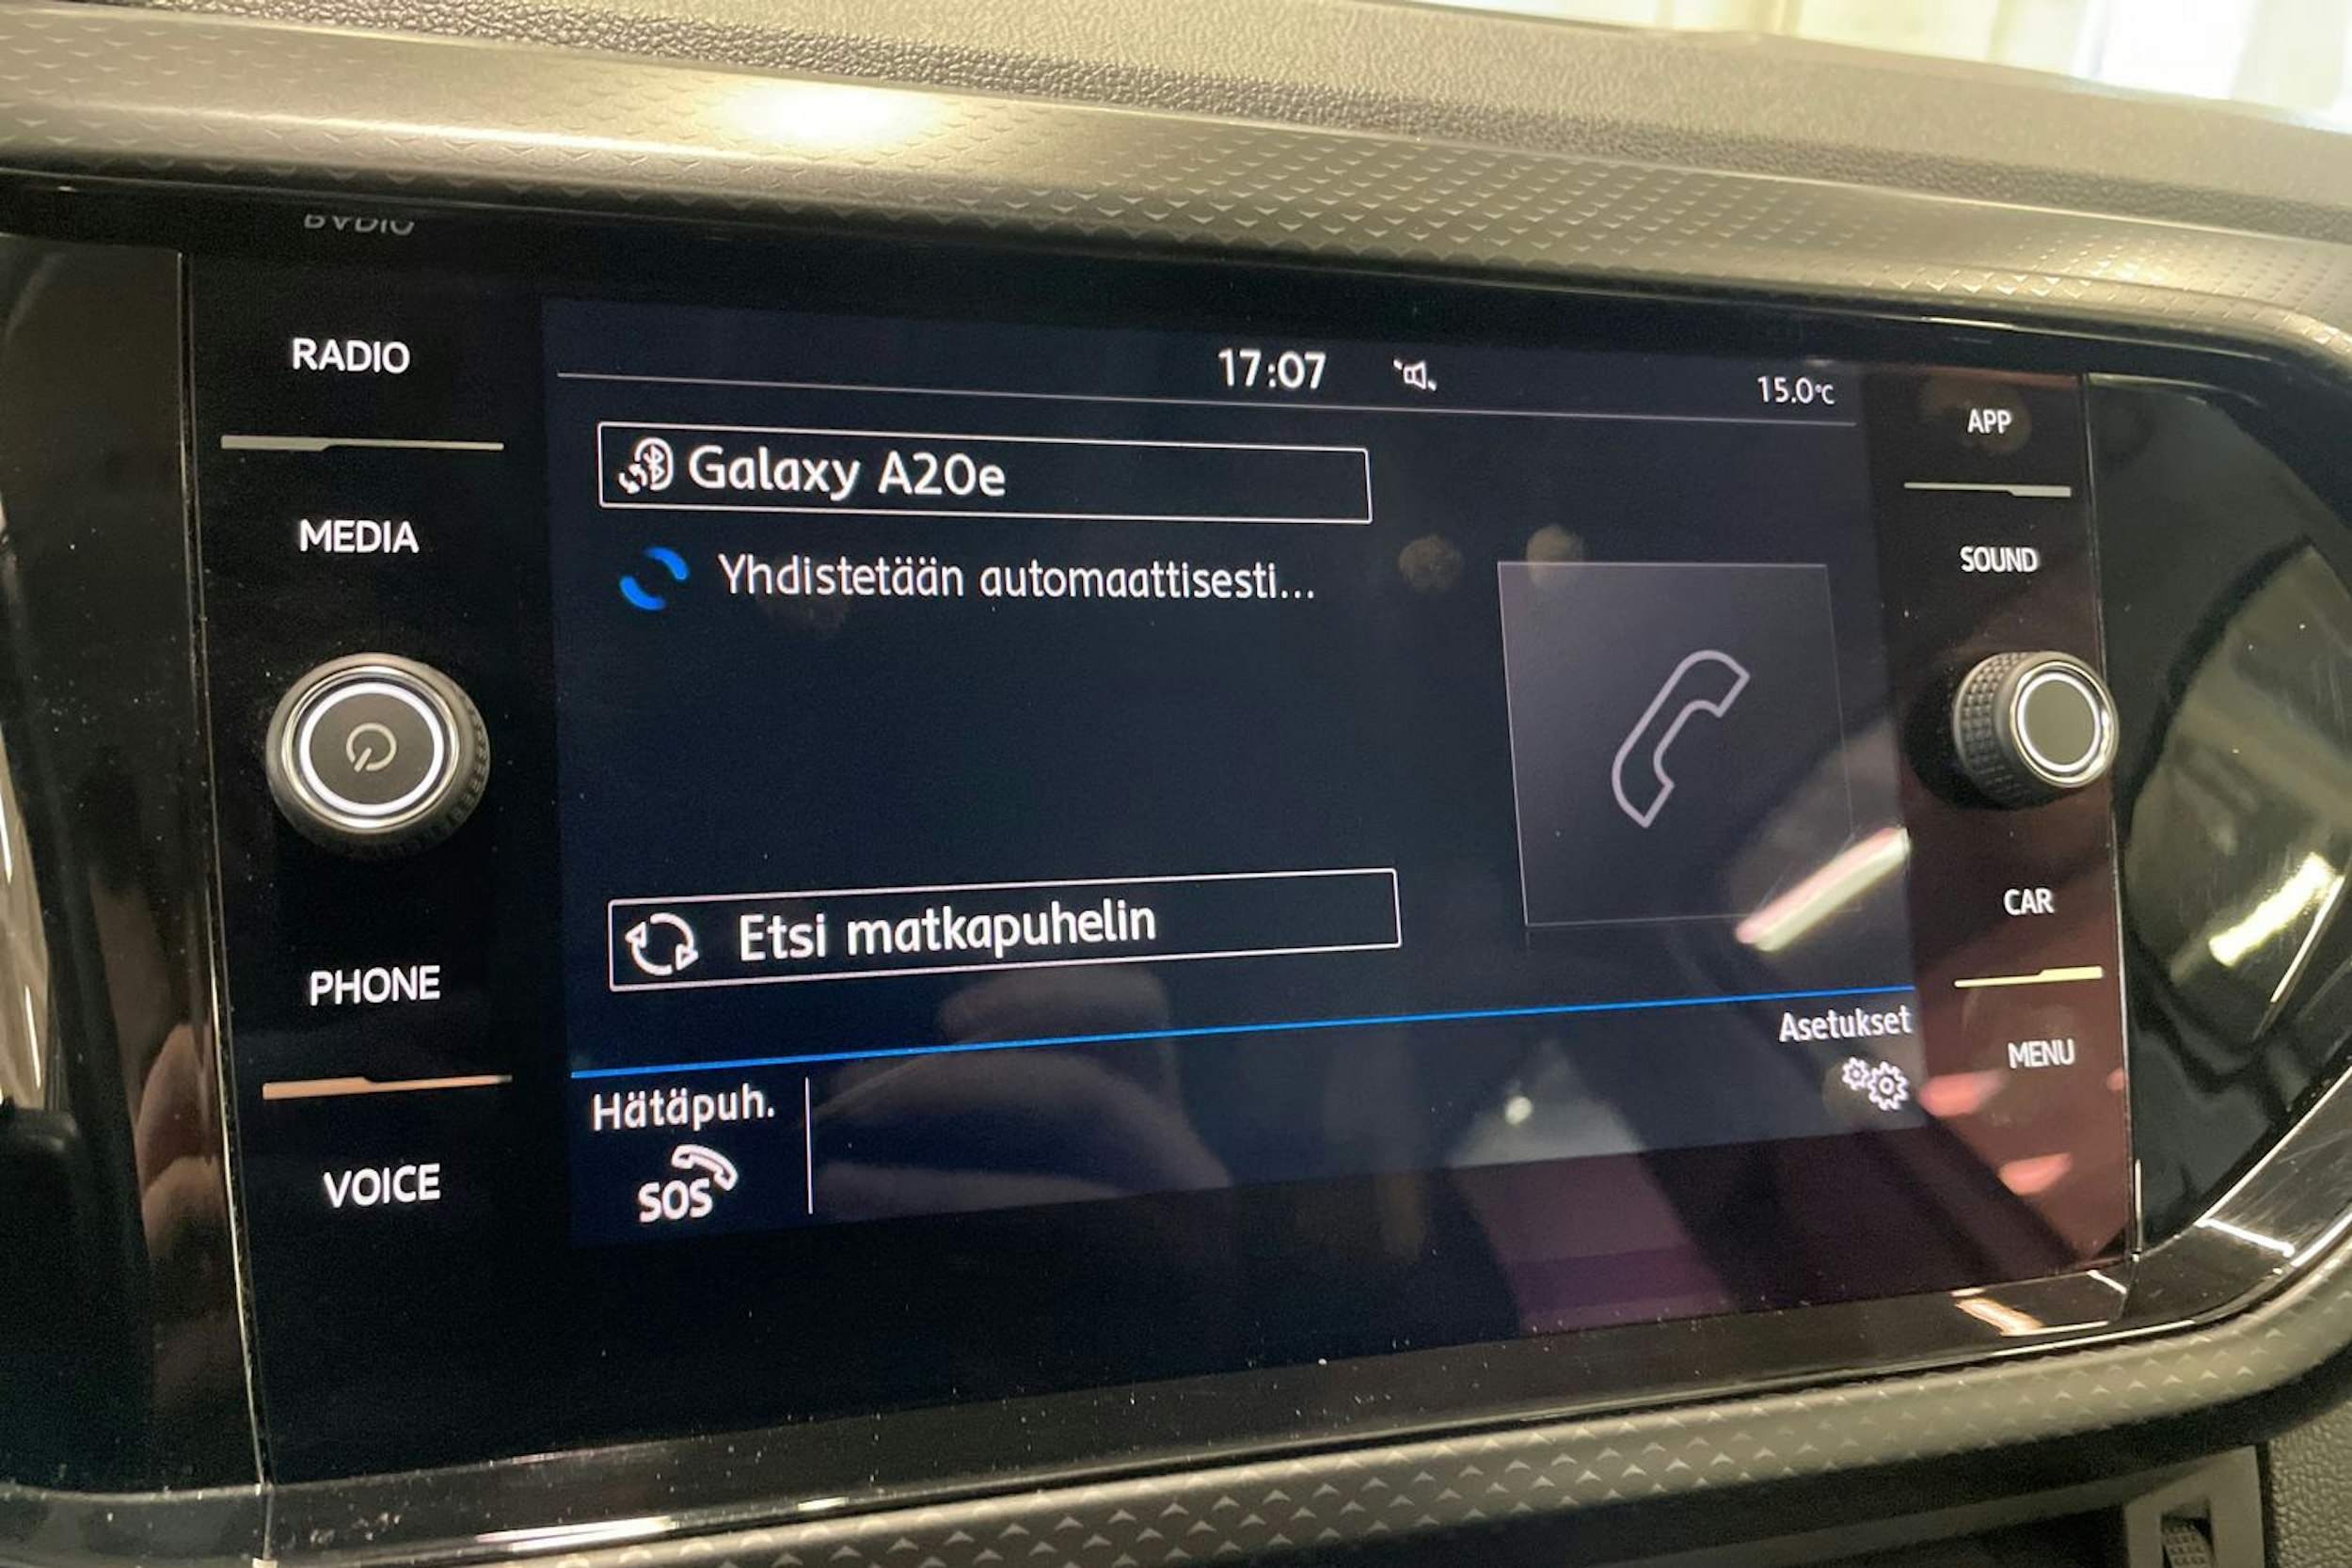 RADIO
MEDIA
PHONE
VOICE
17:07
15.0°C
Galaxy A20e
Yhdistetään automaattisesti...
Etsi matkapuhelin
Asetukset
Hätäpuh.
SOS
APP
SOUND
CAR
MENU